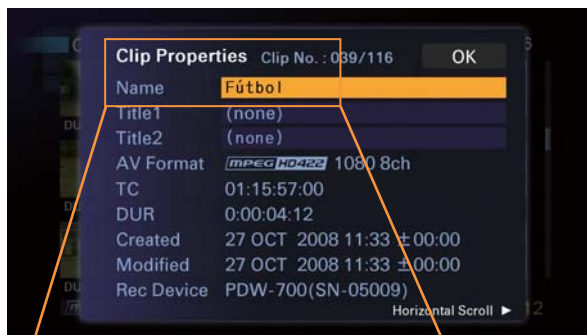 Clip Properties Clip No. : 039/116 OK
Name Fútbol
Title1 (none)
Title2 (none)
AV Format MPEG HD422 1080 8ch
TC 01:15:57:00
DUR 0:00:04:12
Created 27 OCT 2008 11:33 ±00:00
Modified 27 OCT 2008 11:33 ±00:00
Rec Device PDW-700(SN-05009)
Horizontal Scroll ►